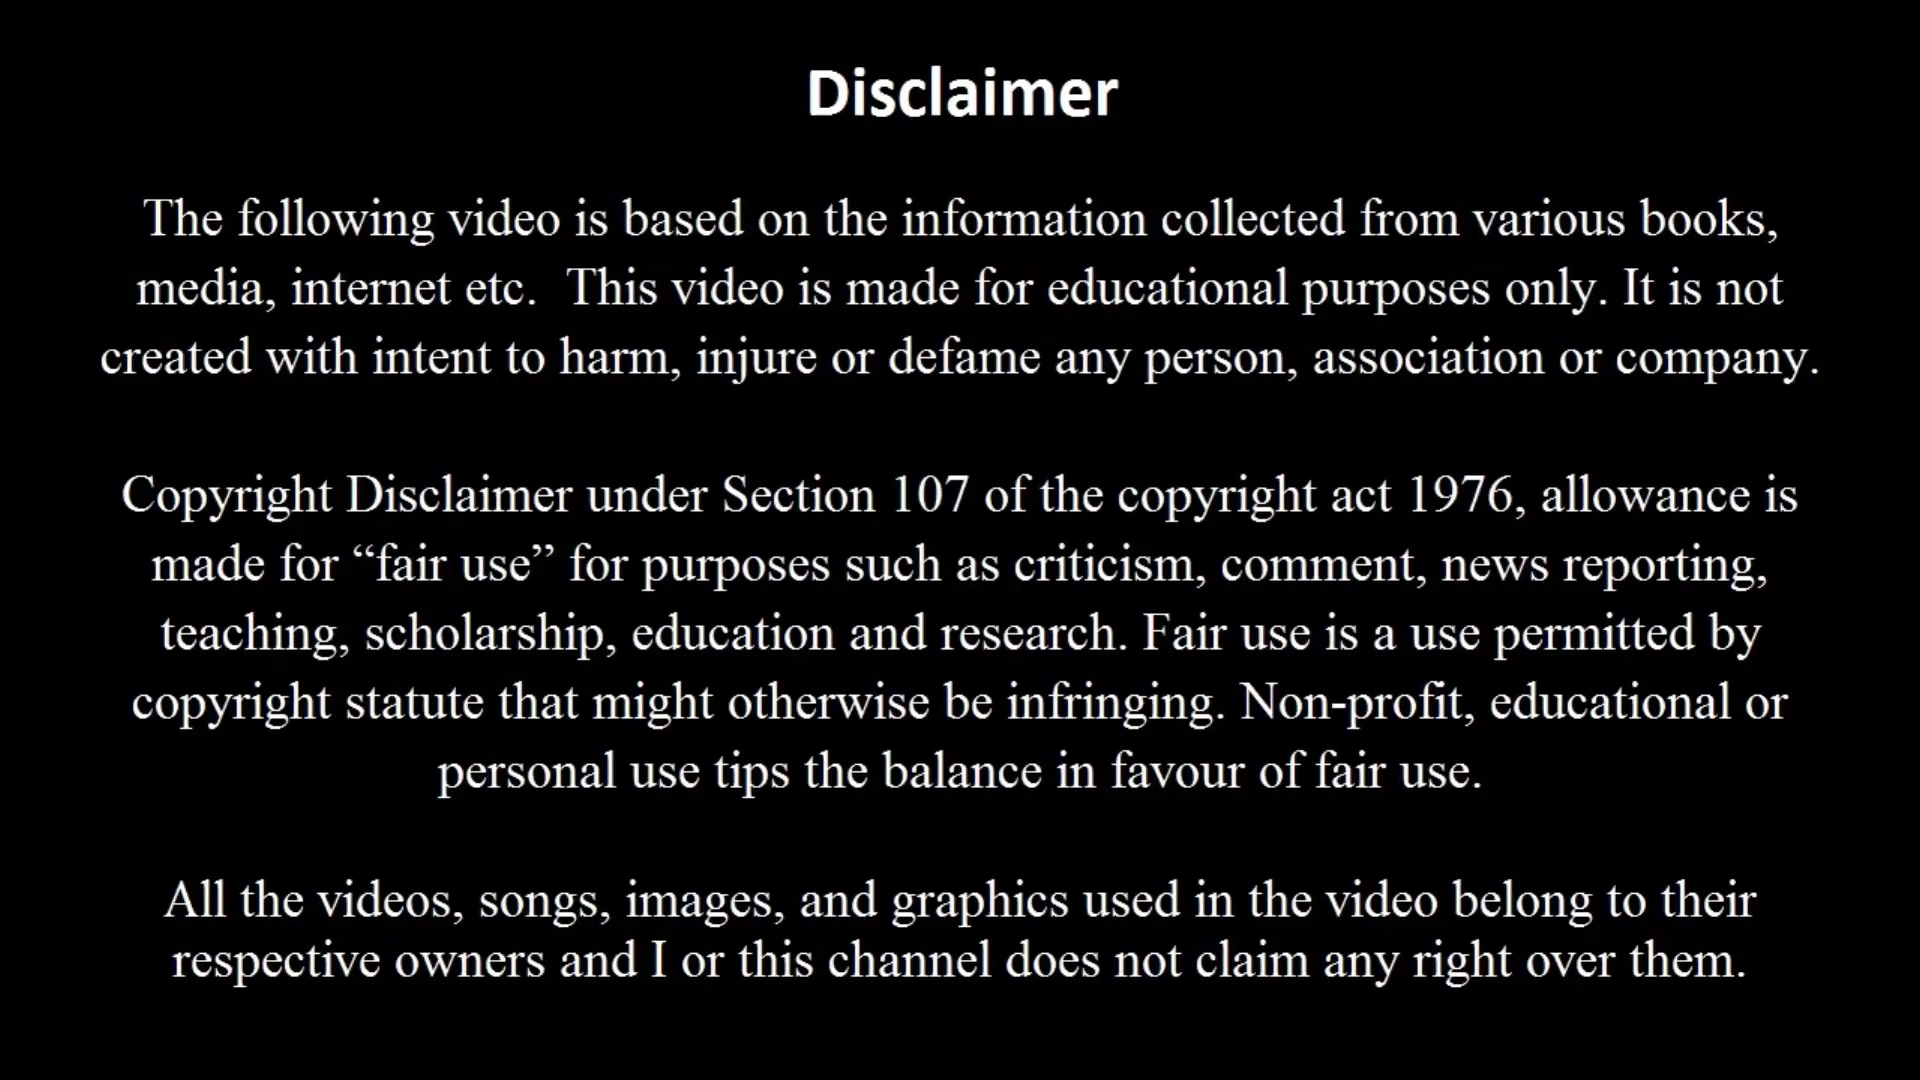 Disclaimer
The following video is based on the information collected from various books,
media, internet etc.  This video is made for educational purposes only. It is not
created with intent to harm, injure or defame any person, association or company.
Copyright Disclaimer under Section 107 of the copyright act 1976, allowance is
made for “fair use” for purposes such as criticism, comment, news reporting,
teaching, scholarship, education and research. Fair use is a use permitted by
copyright statute that might otherwise be infringing. Non-profit, educational or
personal use tips the balance in favour of fair use.
All the videos, songs, images, and graphics used in the video belong to their
respective owners and I or this channel does not claim any right over them.